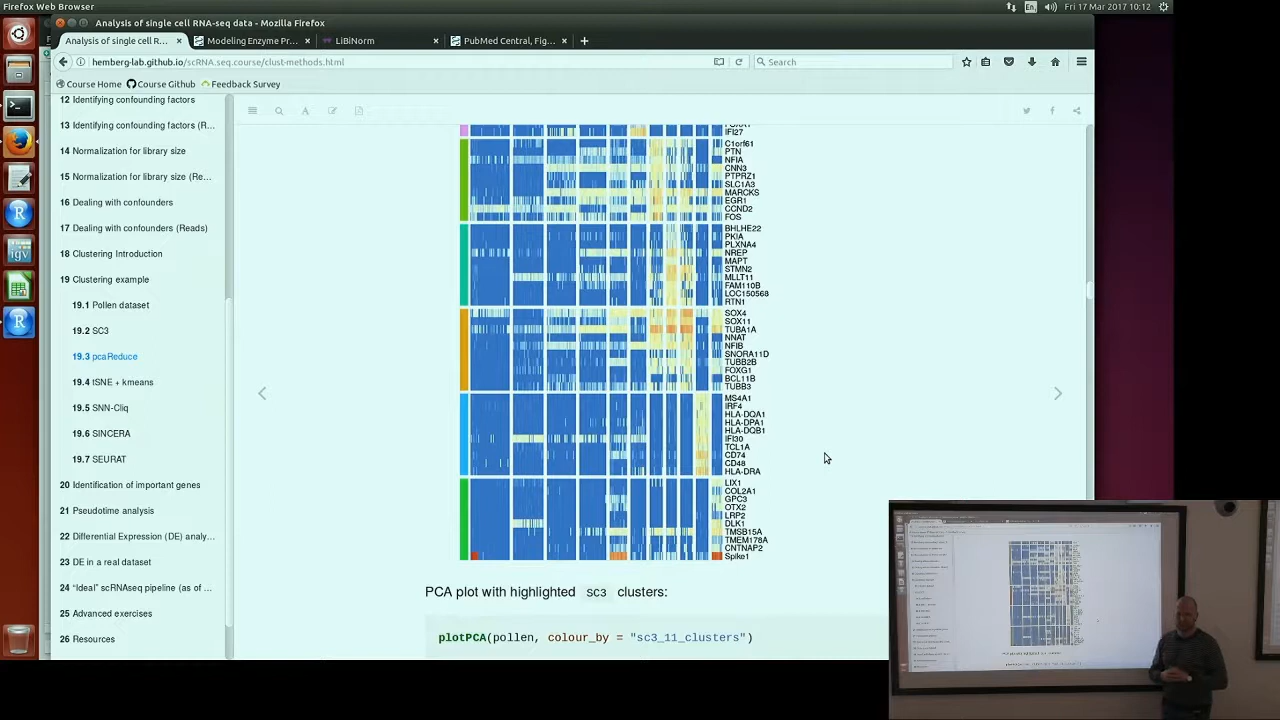 Firefox Web Browser
En
Fri 17 Mar 2017 10:12
Analysis of single cell RNA-seq data - Mozilla Firefox
Analysis of single cell R...
Modeling Enzyme Pr...
LiBiNorm
PubMed Central, Fig...
hemberg-lab.github.io/scRNA.seq.course/clust-methods.html
Search
Course Home
Course Github
Feedback Survey
12 Identifying confounding factors
13 Identifying confounding factors (R...
14 Normalization for library size
15 Normalization for library size (Re...
16 Dealing with confounders
17 Dealing with confounders (Reads)
18 Clustering Introduction
19 Clustering example
19.1 Pollen dataset
19.2 SC3
19.3 pcaReduce
19.4 tSNE + kmeans
19.5 SNN-Cliq
19.6 SINCERA
19.7 SEURAT
20 Identification of important genes
21 Pseudotime analysis
22 Differential Expression (DE) analy...
23 DE in a real dataset
24 “Ideal” scRNAseq pipeline (as of ...
25 Advanced exercises
26 Resources
IFI27
C1orf61
PTN
NFIA
CNN3
PTPRZ1
SLC1A3
MARCKS
EGR1
CCND2
FOS
BHLHE22
PKIA
PLXNA4
NREP
MAPT
STMN2
MLLT11
FAM110B
LOC150568
RTN1
SOX4
SOX11
TUBA1A
NNAT
NFIB
SNORA11D
TUBB2B
FOXG1
BCL11B
TUBB3
MS4A1
IRF4
HLA-DQA1
HLA-DPA1
HLA-DQB1
IFI30
TCL1A
CD74
CD48
HLA-DRA
LIX1
COL2A1
GPC3
OTX2
LRP2
DLK1
TMSB15A
TMEM178A
CNTNAP2
Spike1
PCA plot with highlighted SC3 clusters:
plotPCA(pollen, colour_by = "sc3_11_clusters")
igv